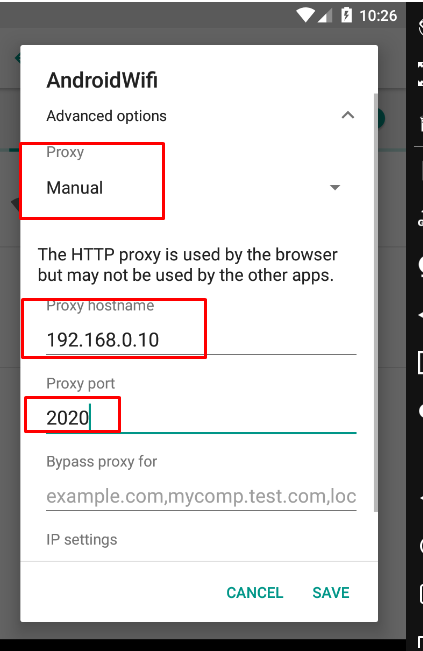 10:26
AndroidWifi
Advanced options
Proxy
Manual
The HTTP proxy is used by the browser
but may not be used by the other apps.
Proxy hostname
192.168.0.10
Proxy port
2020
Bypass proxy for
example.com,mycomp.test.com,loc
IP settings
CANCEL SAVE